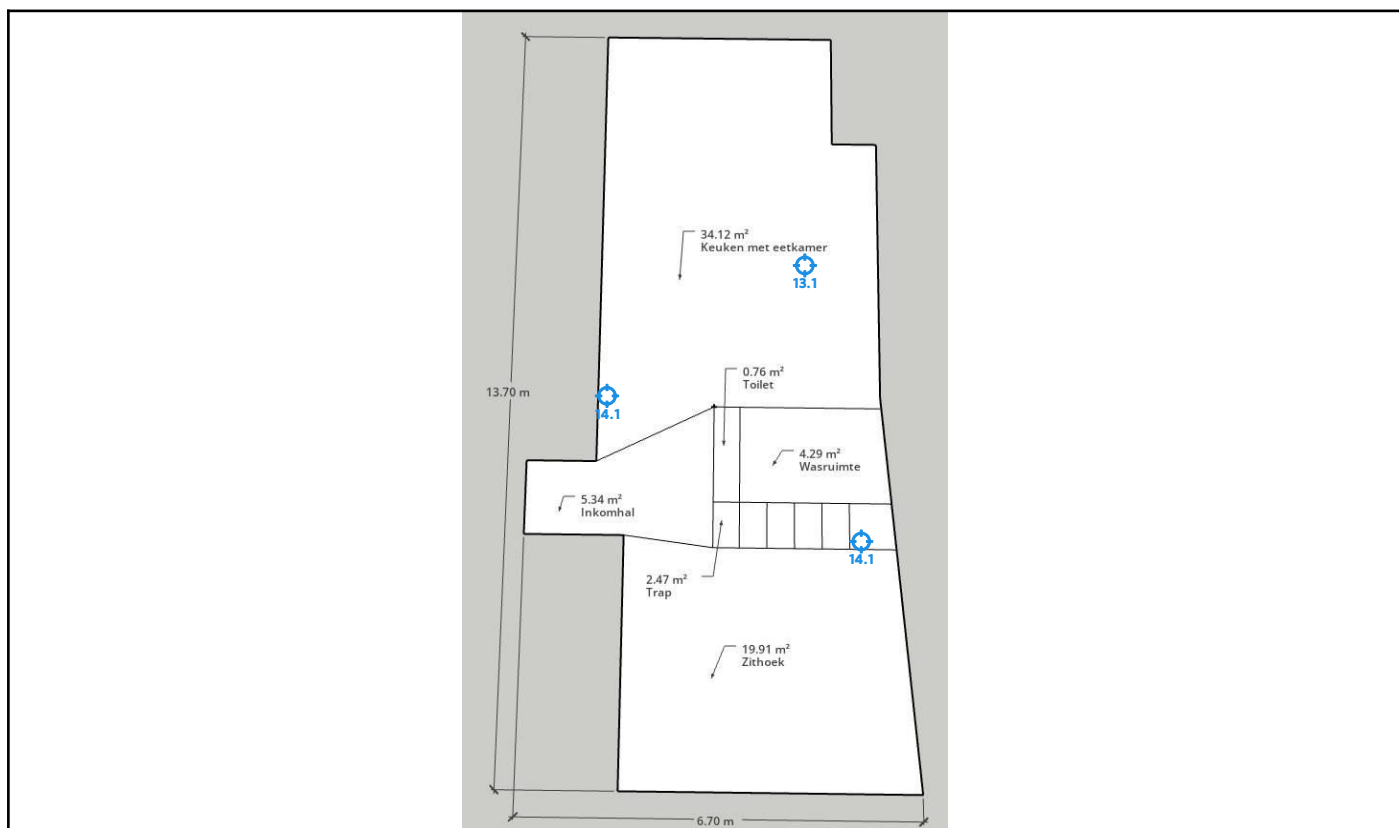 34.12 m²
Keuken met eetkamer
13.1
0.76 m²
Toilet
13.70 m
14.1
4.29 m²
Wasruimte
5.34 m²
Inkomhal
14.1
2.47 m²
Trap
19.91 m²
Zithoek
6.70 m